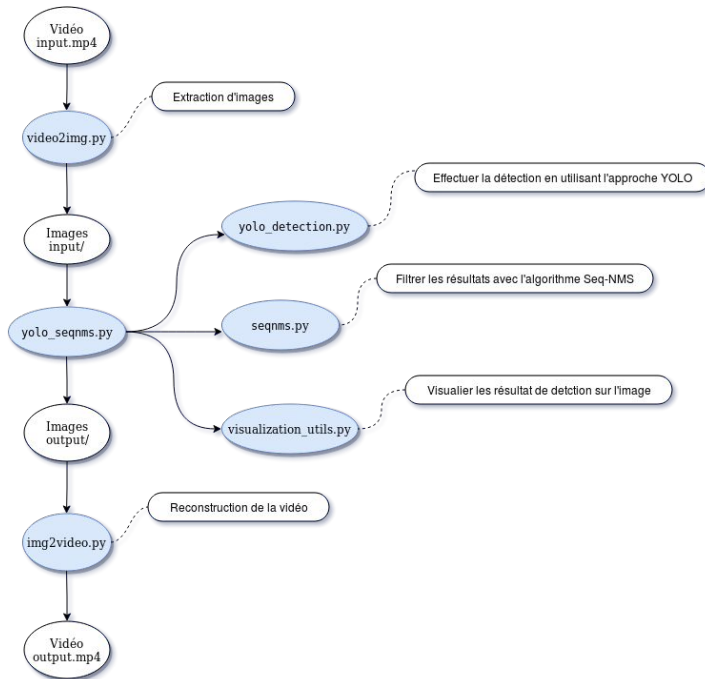 Vidéo
input.mp4
Extraction d'images
video2img.py
Effectuer la détection en utilisant l'approche YOLO
Images
input/
yolo_detection.py
Filtrer les résultats avec l'algorithme Seq-NMS
yolo_seqnms.py
seqnms.py
Visualier les résultat de detction sur l'image
Images
output/
visualization_utils.py
Reconstruction de la vidéo
img2video.py
Vidéo
output.mp4